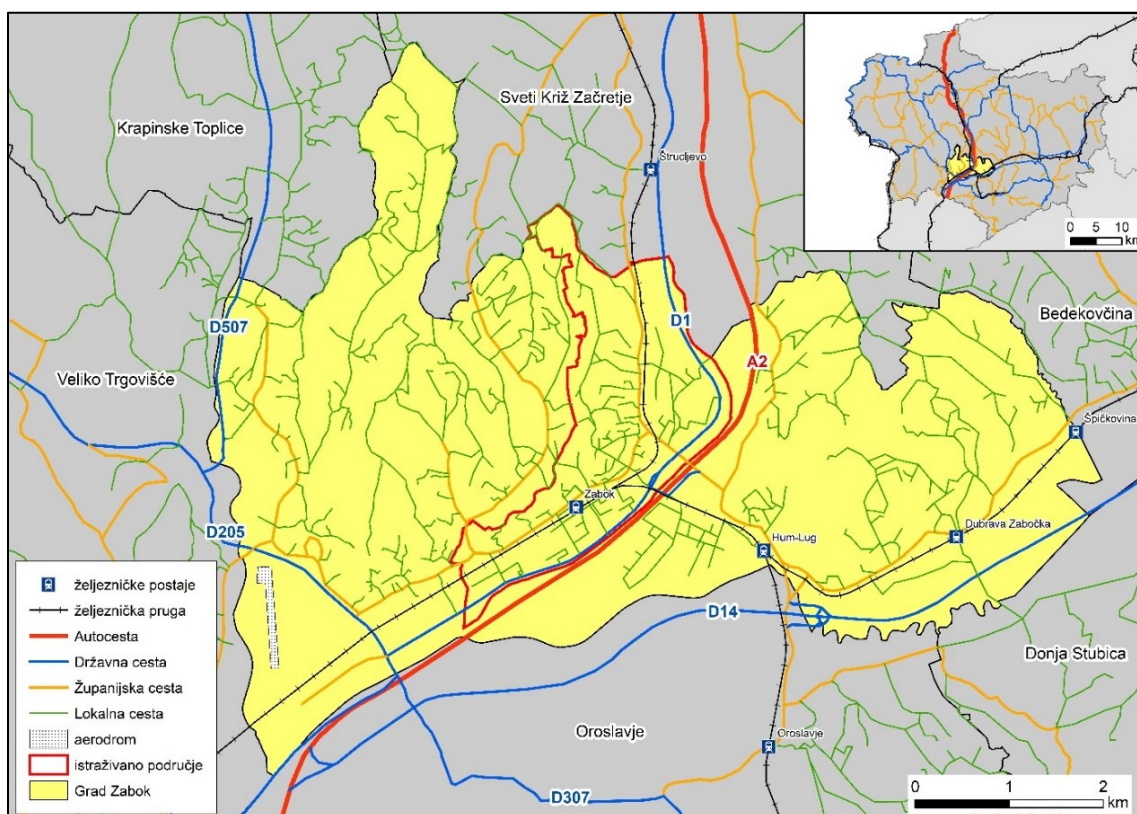 Krapinske Toplice
Sveti Križ Začretje
Štrucljevo
0 5 10
km
D507
D1
A2
Bedekovčina
Veliko Trgovišće
Špičkovina
Zabok
D205
Hum-Lug
Dubrava Zabočka
D14
Donja Stubica
Oroslavje
Oroslavje
D307
željezničke postaje
željeznička pruga
Autocesta
Državna cesta
Županijska cesta
Lokalna cesta
aerodrom
istraživano područje
Grad Zabok
0 1 2
km